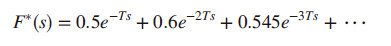 F*(s) = 0.5e^{-Ts} + 0.6e^{-2Ts} + 0.545e^{-3Ts} + ⋯